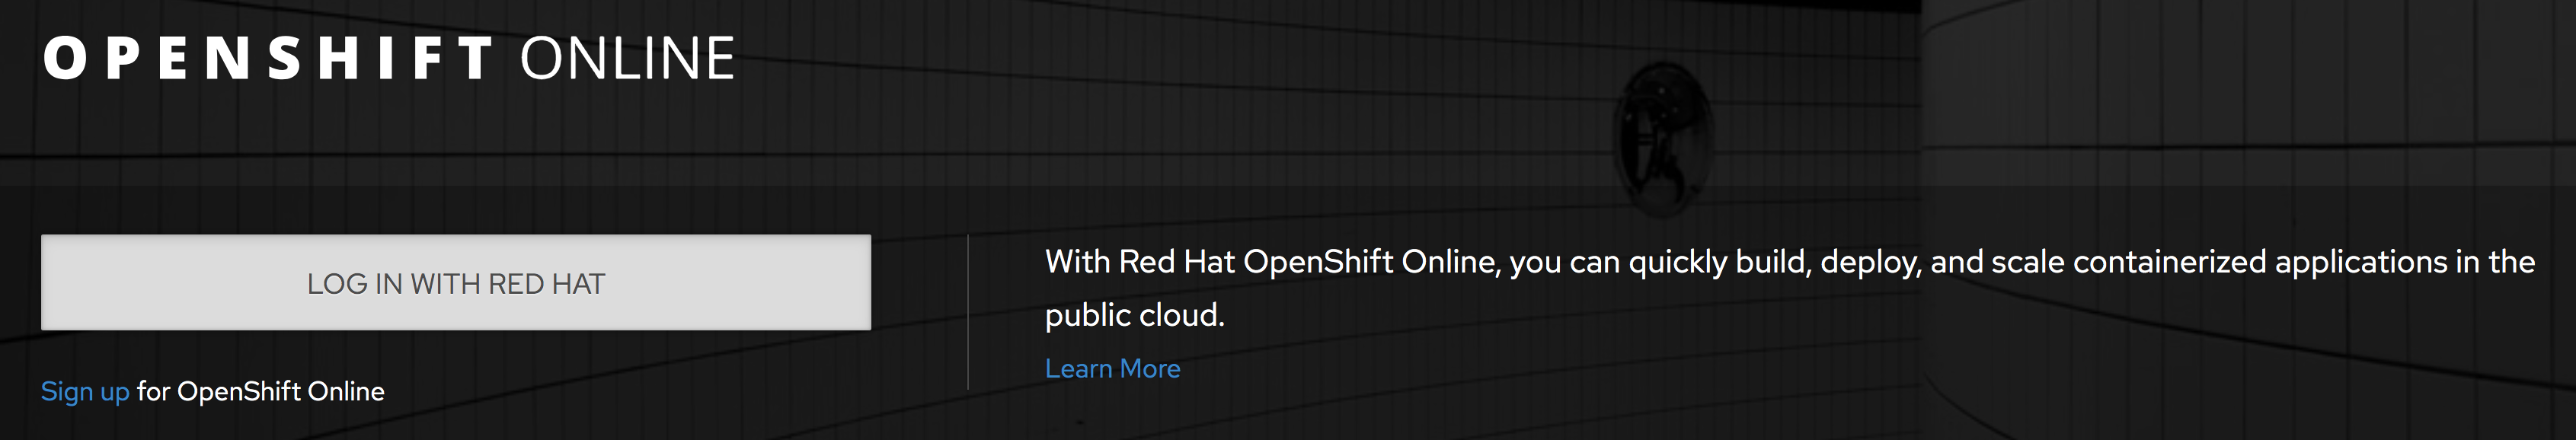 OPENSHIFT ONLINE
LOG IN WITH RED HAT
Sign up for OpenShift Online
With Red Hat OpenShift Online, you can quickly build, deploy, and scale containerized applications in the
public cloud.
Learn More